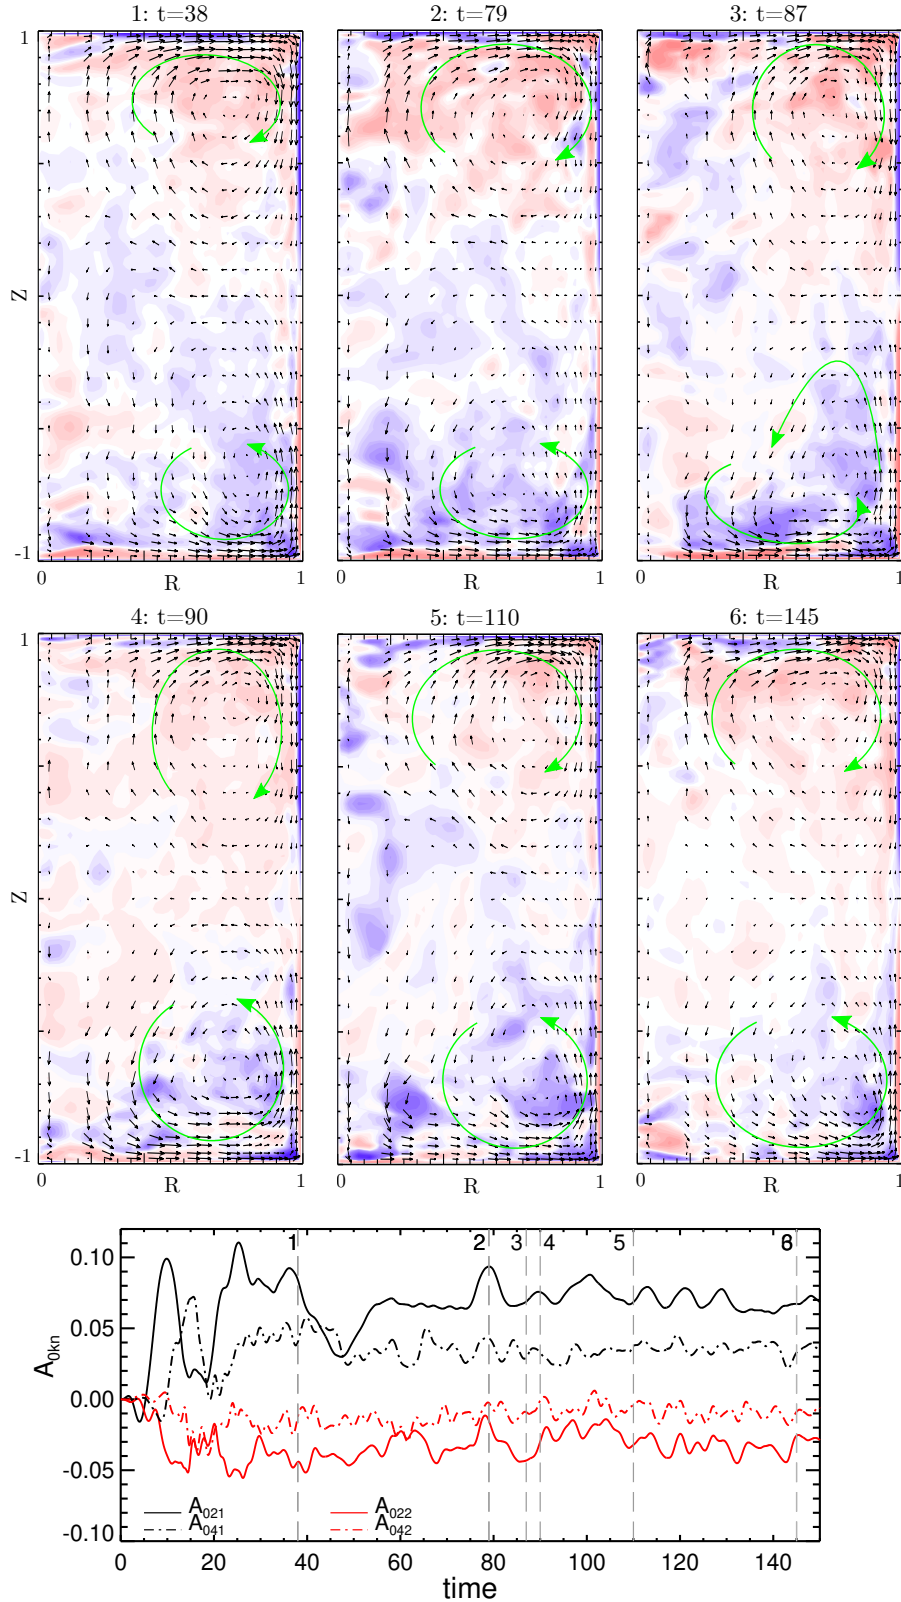 1: t=38 2: t=79 3: t=87
1
Z
-1
0 R 1 0 R 1 0 R 1
4: t=90 5: t=110 6: t=145
1
Z
-1
0 R 1 0 R 1 0 R 1
1 2 3 4 5 6
0.10
0.05
0.00
-0.05
-0.10
A0kn
A021 A022
A041 A042
0 20 40 60 80 100 120 140
time